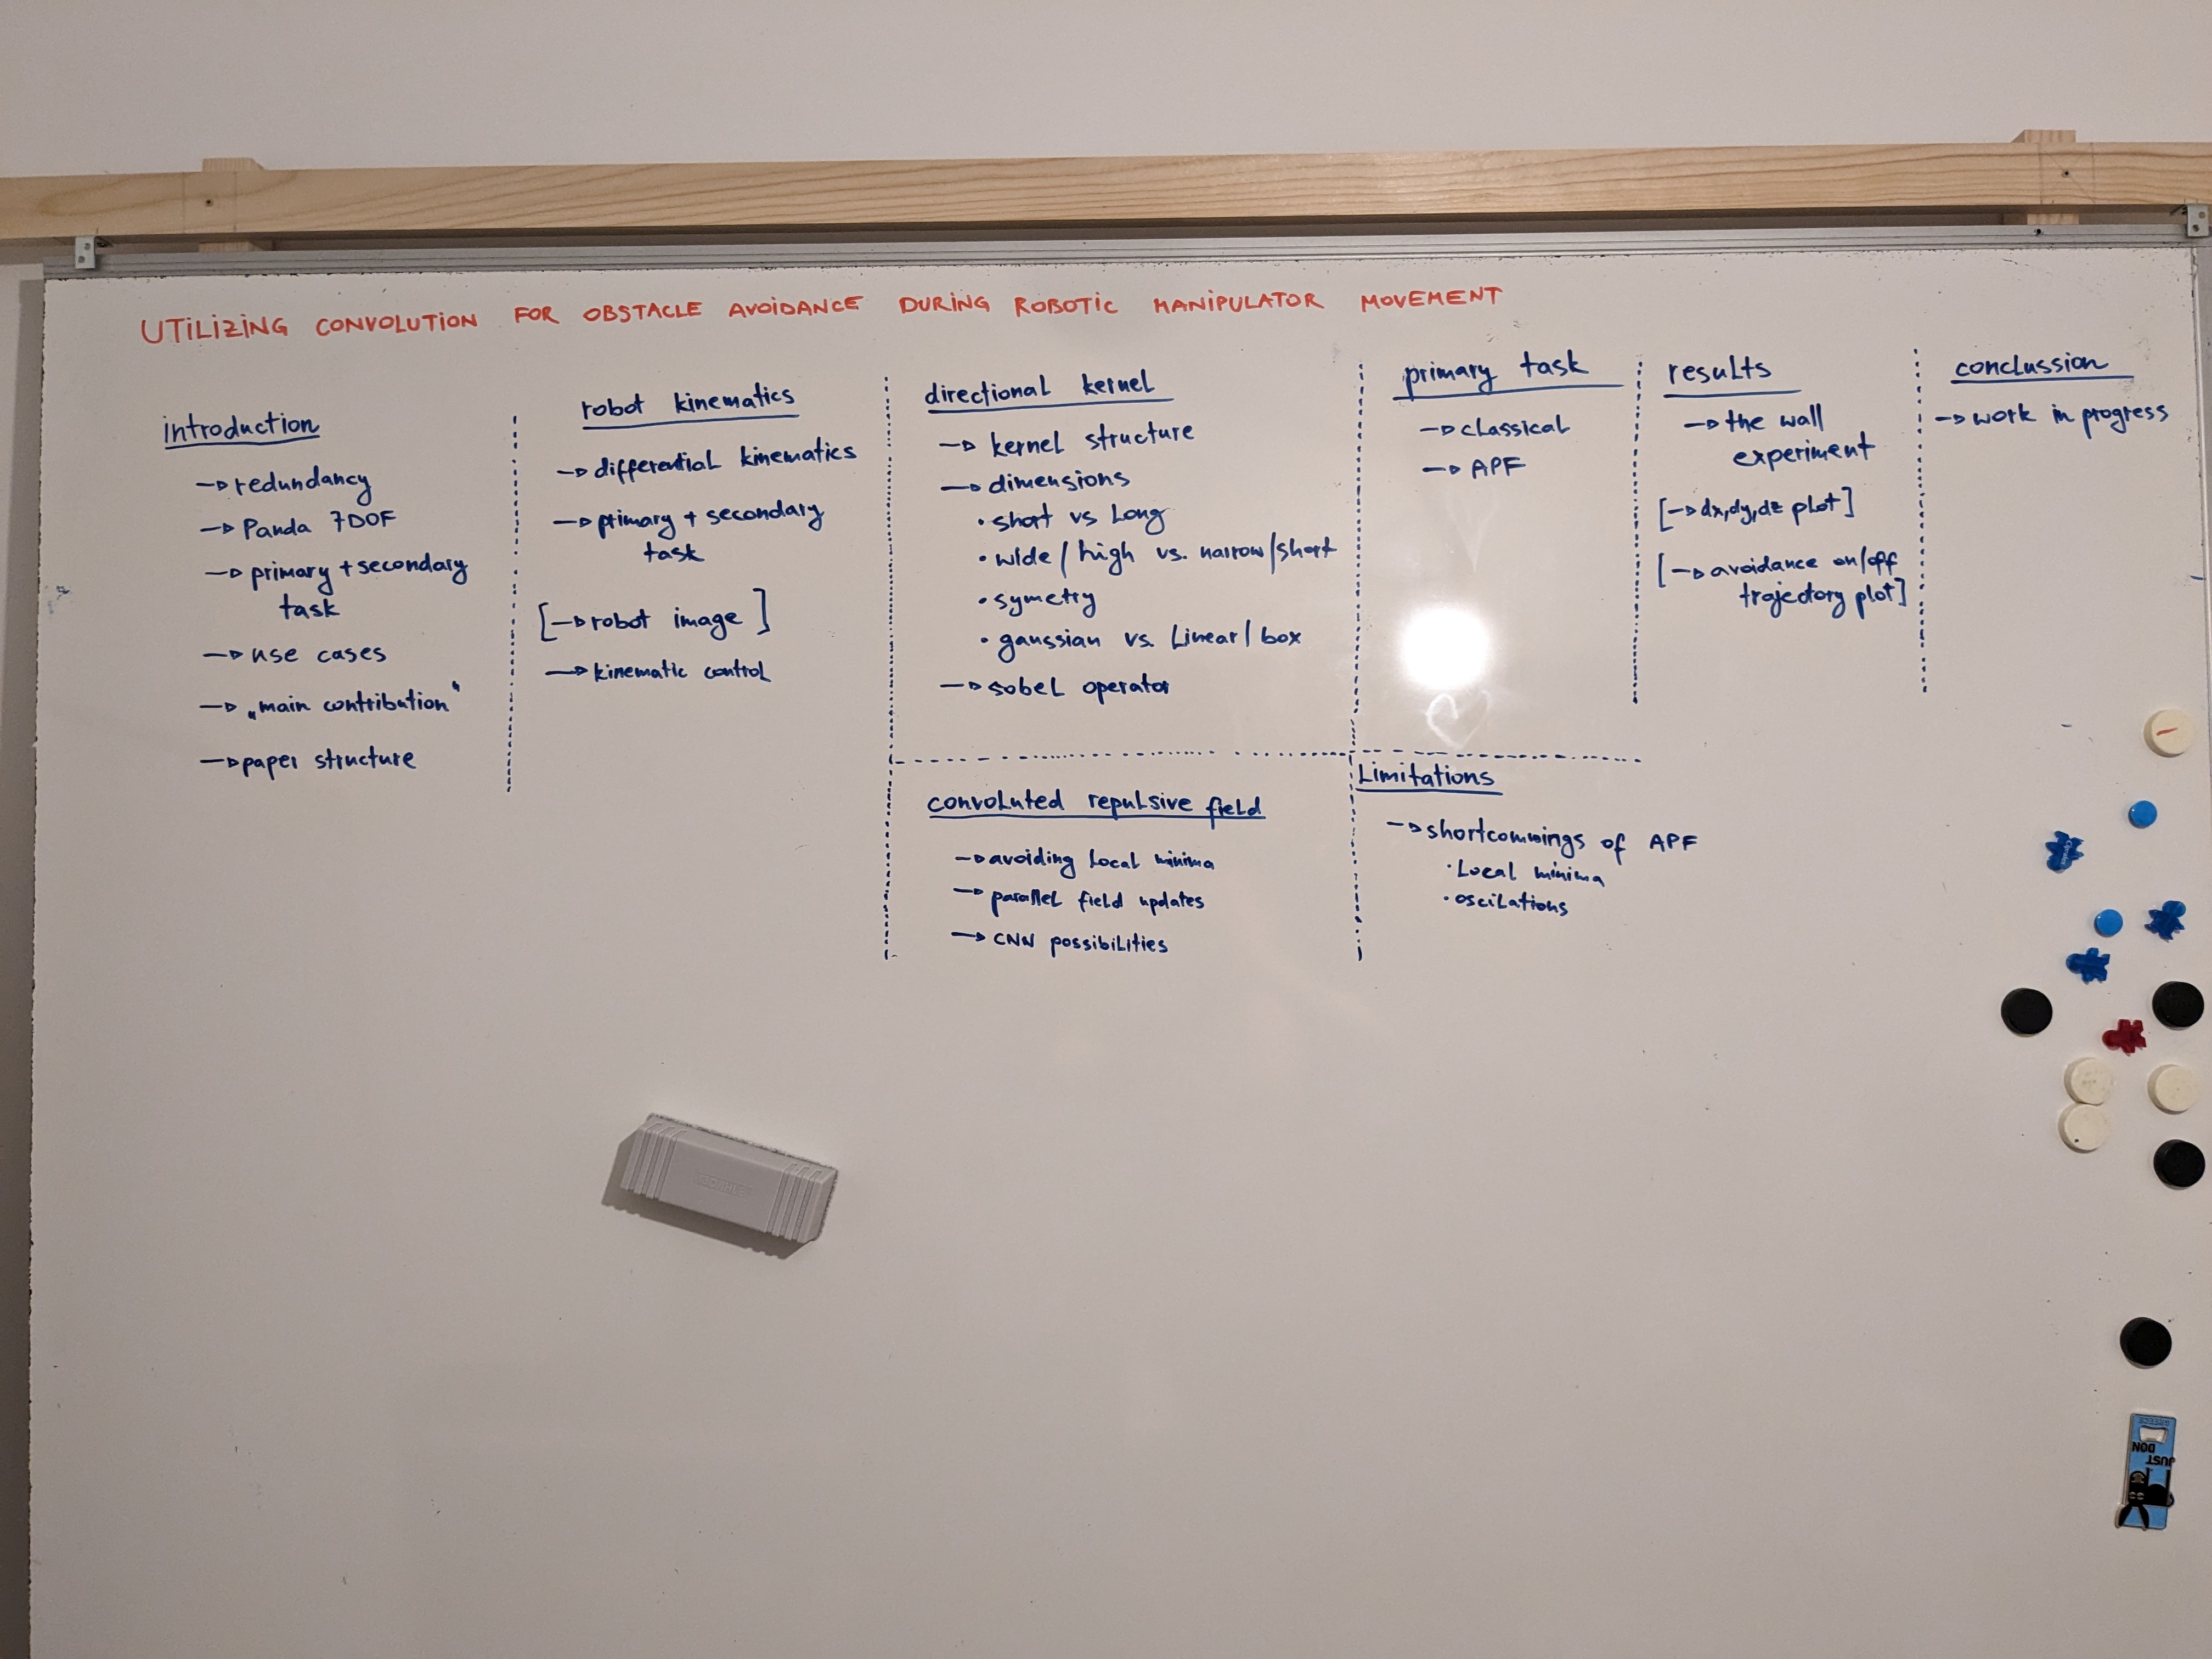 UTILIZING CONVOLUTION FOR OBSTACLE AVOIDANCE DURING ROBOTIC MANIPULATOR MOVEMENT
introduction
→ redundancy
→ Panda 7DOF
→ primary + secondary
task
→ use cases
→ „main contribution“
→ paper structure
robot kinematics
→ differential kinematics
→ primary + secondary
task
[→ robot image]
→ kinematic control
directional kernel
→ kernel structure
→ dimensions
• short vs long
• wide/high vs. narrow/short
• symetry
• gaussian vs. Linear/box
→ sobel operator
convoluted repulsive field
→ avoiding local minima
→ parallel field updates
→ CNN possibilities
primary task
→ classical
→ APF
Limitations
→ shortcommings of APF
• Local minima
• oscilations
results
→ the wall
experiment
[→ dx,dy,dz plot]
[→ avoidance on/off
trajectory plot]
conclussion
→ work in progress
GREECE
JUST
DON